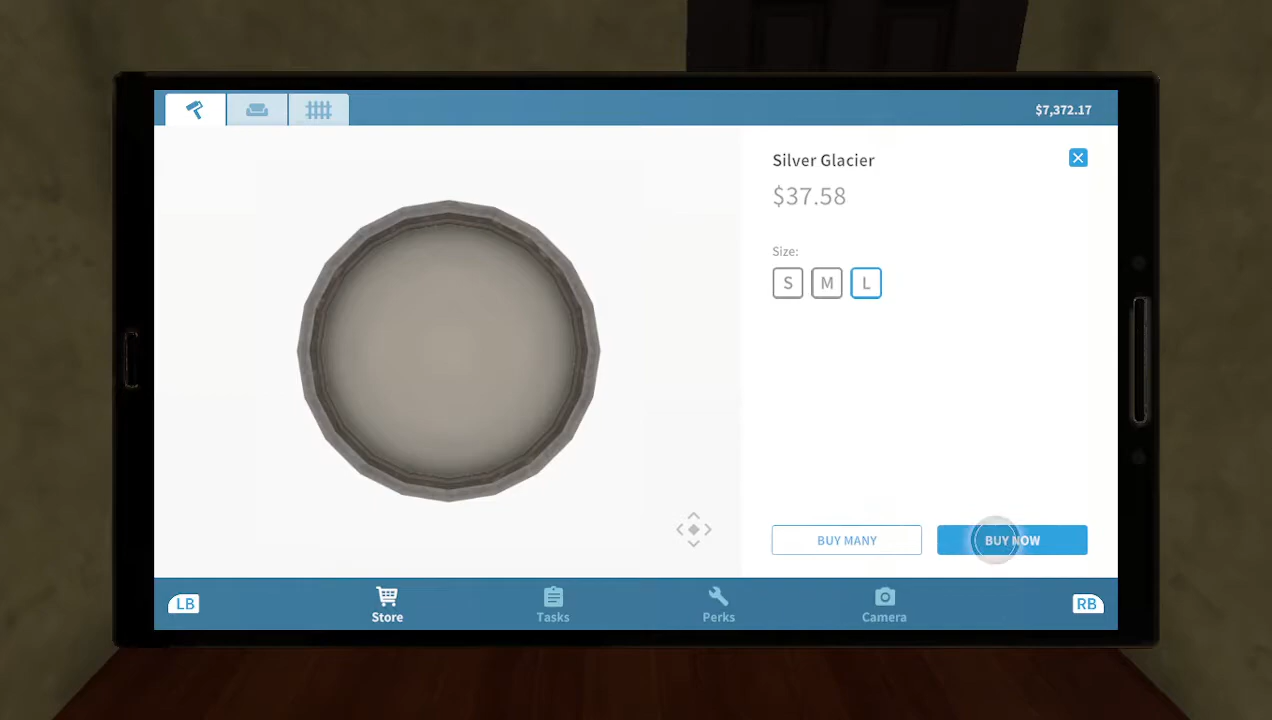 $7,372.17
Silver Glacier
$37.58
Size:
S M L
BUY MANY BUY NOW
LB Store Tasks Perks Camera RB